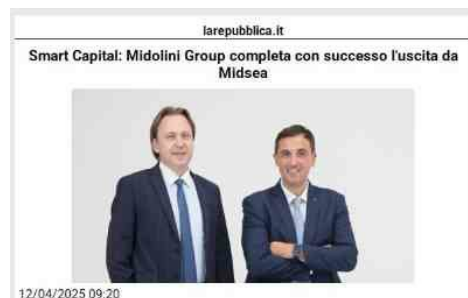 larepubblica.it
Smart Capital: Midolini Group completa con successo l'uscita da
Midsea
12/04/2025 09:20